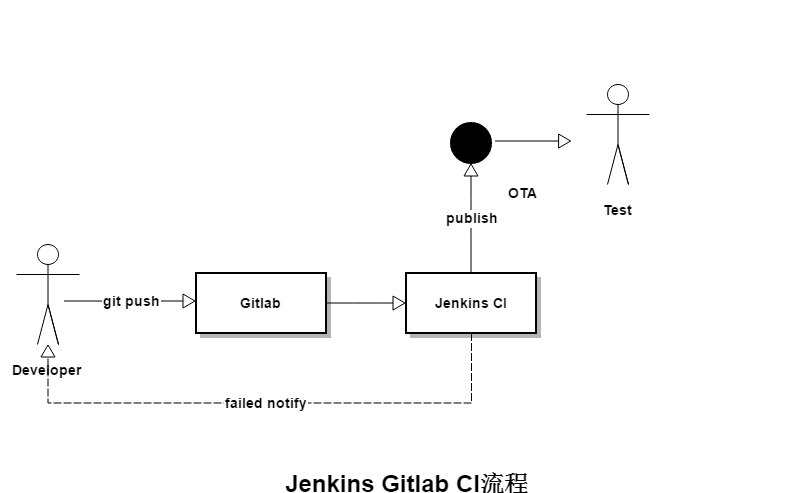 OTA
publish
Test
git push
Gitlab
Jenkins CI
Developer
failed notify
Jenkins Gitlab CI流程